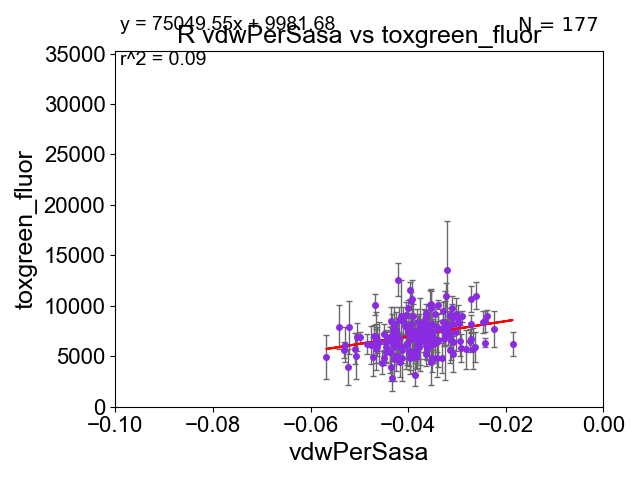 y = 75049.55x + 9981.68
N = 177
R vdwPerSasa vs toxgreen_fluor
r^2 = 0.09
toxgreen_fluor
35000
30000
25000
20000
15000
10000
5000
0
−0.10 −0.08 −0.06 −0.04 −0.02 0.00
vdwPerSasa